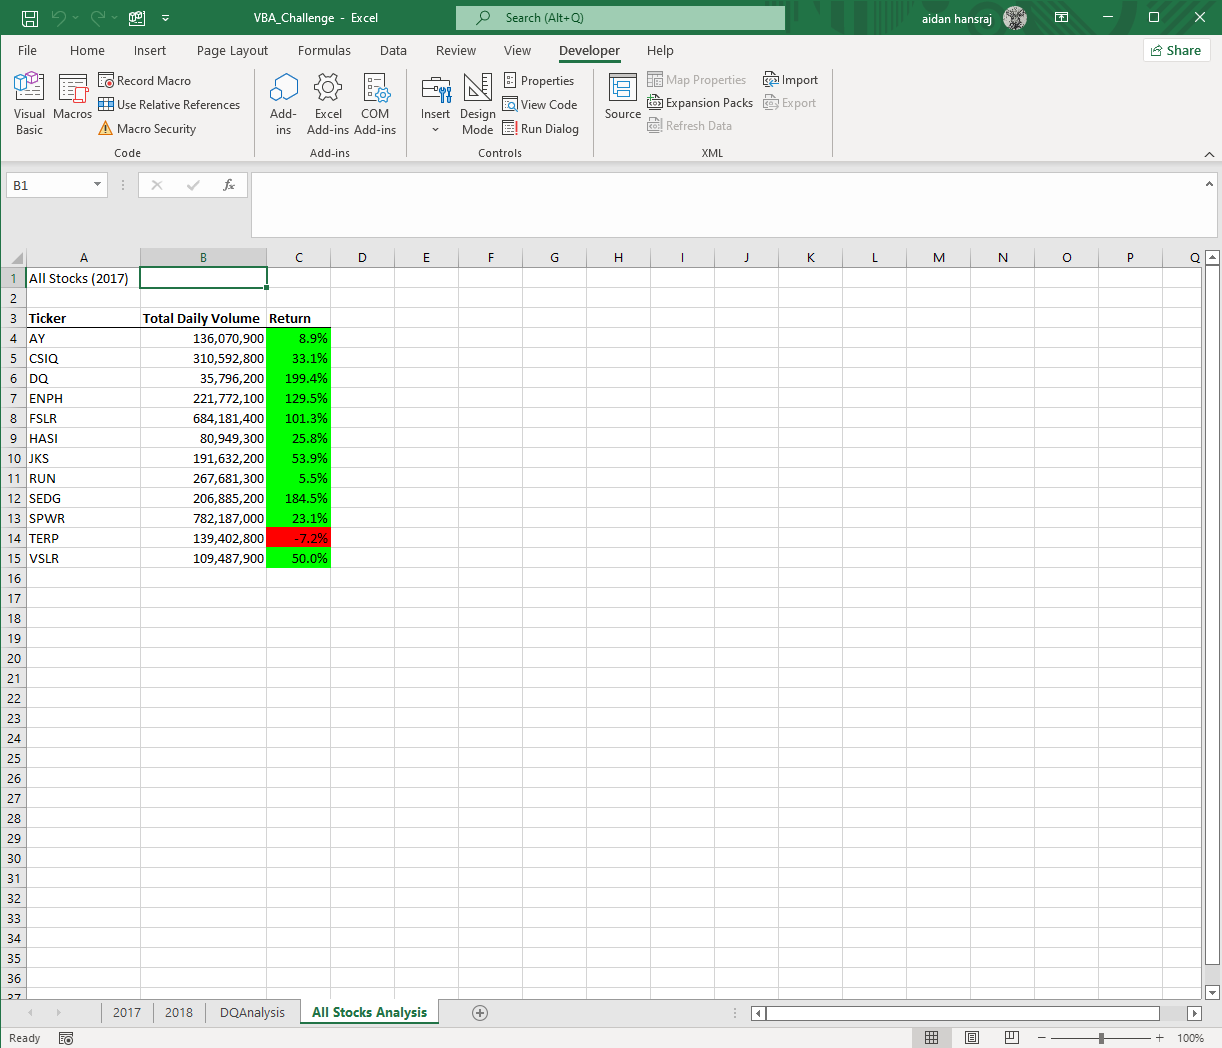 VBA_Challenge - Excel
Search (Alt+Q)
aidan hansraj
File Home Insert Page Layout Formulas Data Review View Developer Help
Share
Visual Basic
Macros
Record Macro
Use Relative References
Macro Security
Code
Add-ins
Excel Add-ins
COM Add-ins
Add-ins
Insert
Design Mode
Properties
View Code
Run Dialog
Controls
Source
Map Properties
Expansion Packs
Refresh Data
Import
Export
XML
B1
fx
A B C D E F G H I J K L M N O P Q
1 All Stocks (2017)
2
3 Ticker Total Daily Volume Return
4 AY 136,070,900 8.9%
5 CSIQ 310,592,800 33.1%
6 DQ 35,796,200 199.4%
7 ENPH 221,772,100 129.5%
8 FSLR 684,181,400 101.3%
9 HASI 80,949,300 25.8%
10 JKS 191,632,200 53.9%
11 RUN 267,681,300 5.5%
12 SEDG 206,885,200 184.5%
13 SPWR 782,187,000 23.1%
14 TERP 139,402,800 -7.2%
15 VSLR 109,487,900 50.0%
16
17
18
19
20
21
22
23
24
25
26
27
28
29
30
31
32
33
34
35
36
37
2017 2018 DQAnalysis All Stocks Analysis
Ready
100%